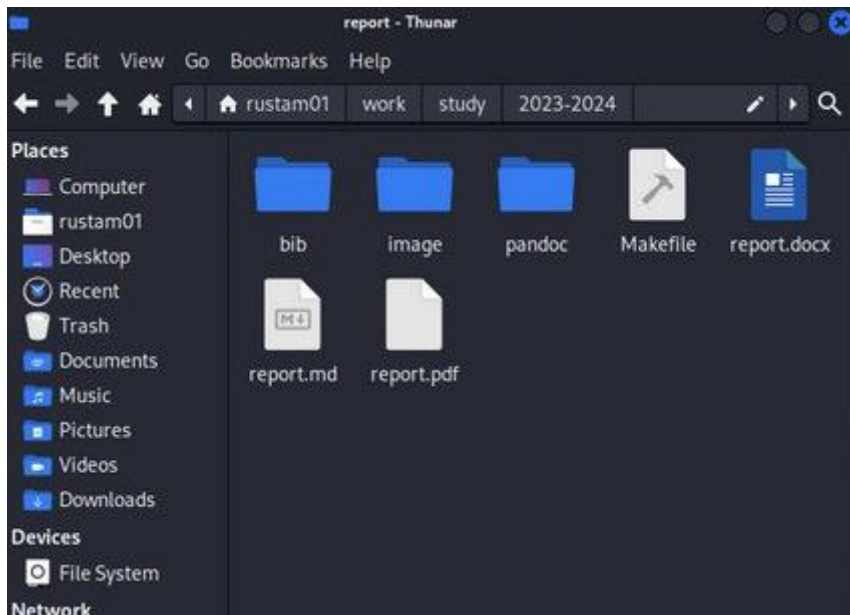 report - Thunar
File Edit View Go Bookmarks Help
rustam01 work study 2023-2024
Places
Computer
rustam01
Desktop
Recent
Trash
Documents
Music
Pictures
Videos
Downloads
Devices
File System
Network
bib image pandoc Makefile report.docx
M
report.md report.pdf